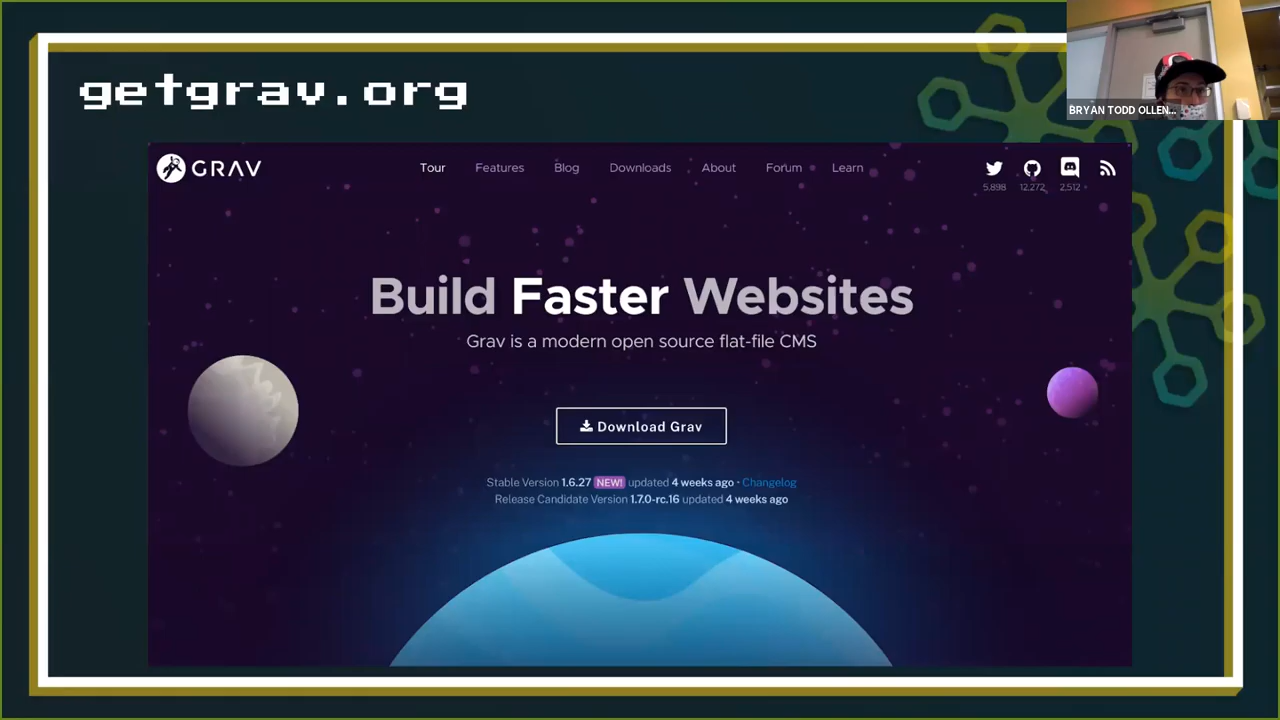 getgrav.org
BRYAN TODD OLLEN...
GRAV
Tour Features Blog Downloads About Forum Learn
5,898 12,272 2,512
Build Faster Websites
Grav is a modern open source flat-file CMS
Download Grav
Stable Version 1.6.27 NEW! updated 4 weeks ago · Changelog
Release Candidate Version 1.7.0-rc.16 updated 4 weeks ago